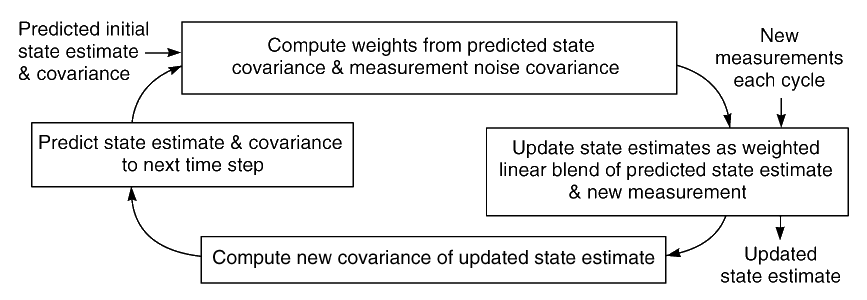 Predicted initial
state estimate
& covariance
Compute weights from predicted state
covariance & measurement noise covariance
New
measurements
each cycle
Predict state estimate & covariance
to next time step
Update state estimates as weighted
linear blend of predicted state estimate
& new measurement
Compute new covariance of updated state estimate
Updated
state estimate